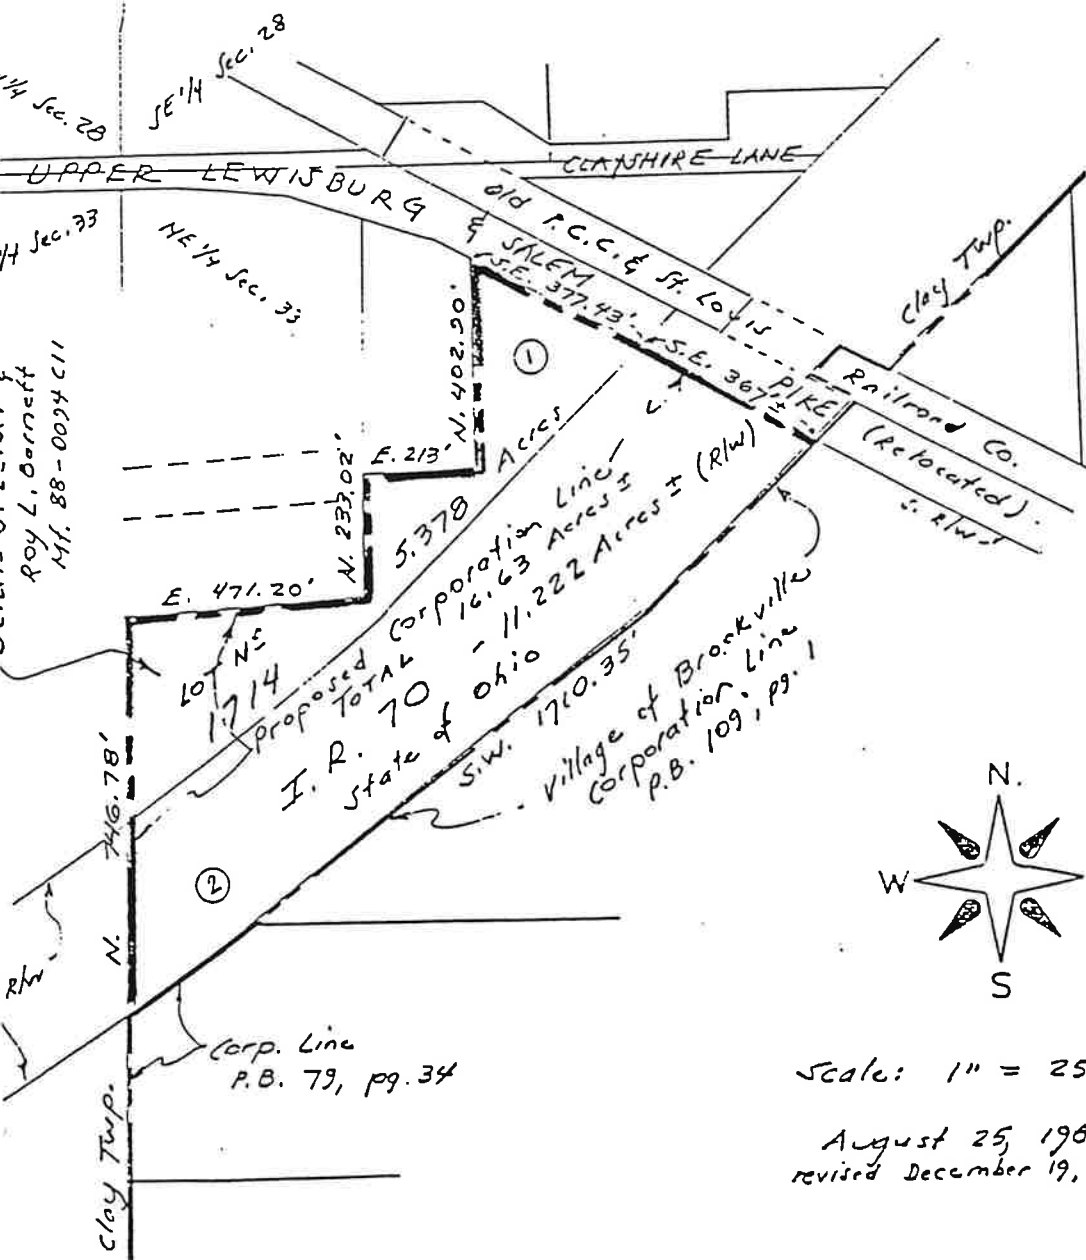 Sec. 28
SE 1/4 Sec. 28
UPPER LEWISBURG
& SALEM
PIKE
CLAYSHIRE LANE
Old P.C.C. & St. Louis
Railroad Co.
(Relocated).
S. R/W
Clay Twp.
1/4 Sec. 33
NE 1/4 Sec. 33
S.E. 377.43'
S.E. 367'±
N. 402.90'
①
E. 213'
N. 233.02'
E. 471.20'
Roy L. Barnett
Mf. 88-0094 C11
5.378 Acres
proposed Corporation Line
TOTAL 16.63 Acres ±
- 11.222 Acres ± (R/W)
I. R. 70
State of Ohio
Lot Nº
1714
S.W. 1710.35'
Village of Brookville
Corporation Line
P.B. 109, pg. 1
N. 746.78'
②
R/W
Corp. Line
P.B. 79, pg. 34
Clay Twp.
N.
W
S
Scale: 1" = 25
August 25, 198
revised December 19,